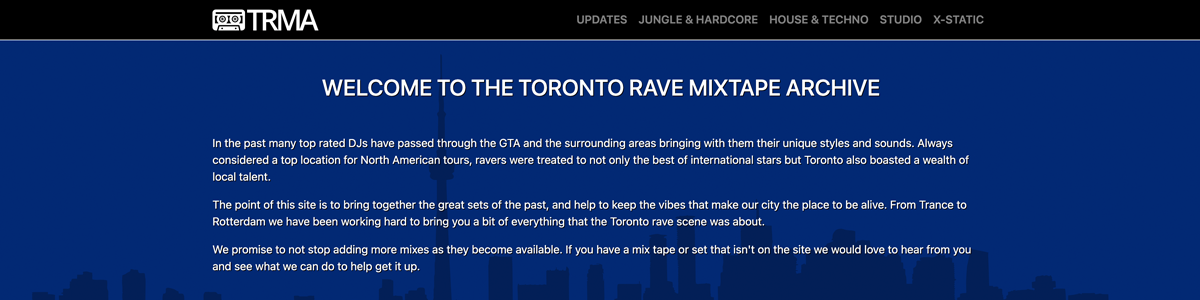 TRMA
UPDATES JUNGLE & HARDCORE HOUSE & TECHNO STUDIO X-STATIC
WELCOME TO THE TORONTO RAVE MIXTAPE ARCHIVE
In the past many top rated DJs have passed through the GTA and the surrounding areas bringing with them their unique styles and sounds. Always
considered a top location for North American tours, ravers were treated to not only the best of international stars but Toronto also boasted a wealth of
local talent.
The point of this site is to bring together the great sets of the past, and help to keep the vibes that make our city the place to be alive. From Trance to
Rotterdam we have been working hard to bring you a bit of everything that the Toronto rave scene was about.
We promise to not stop adding more mixes as they become available. If you have a mix tape or set that isn't on the site we would love to hear from you
and see what we can do to help get it up.